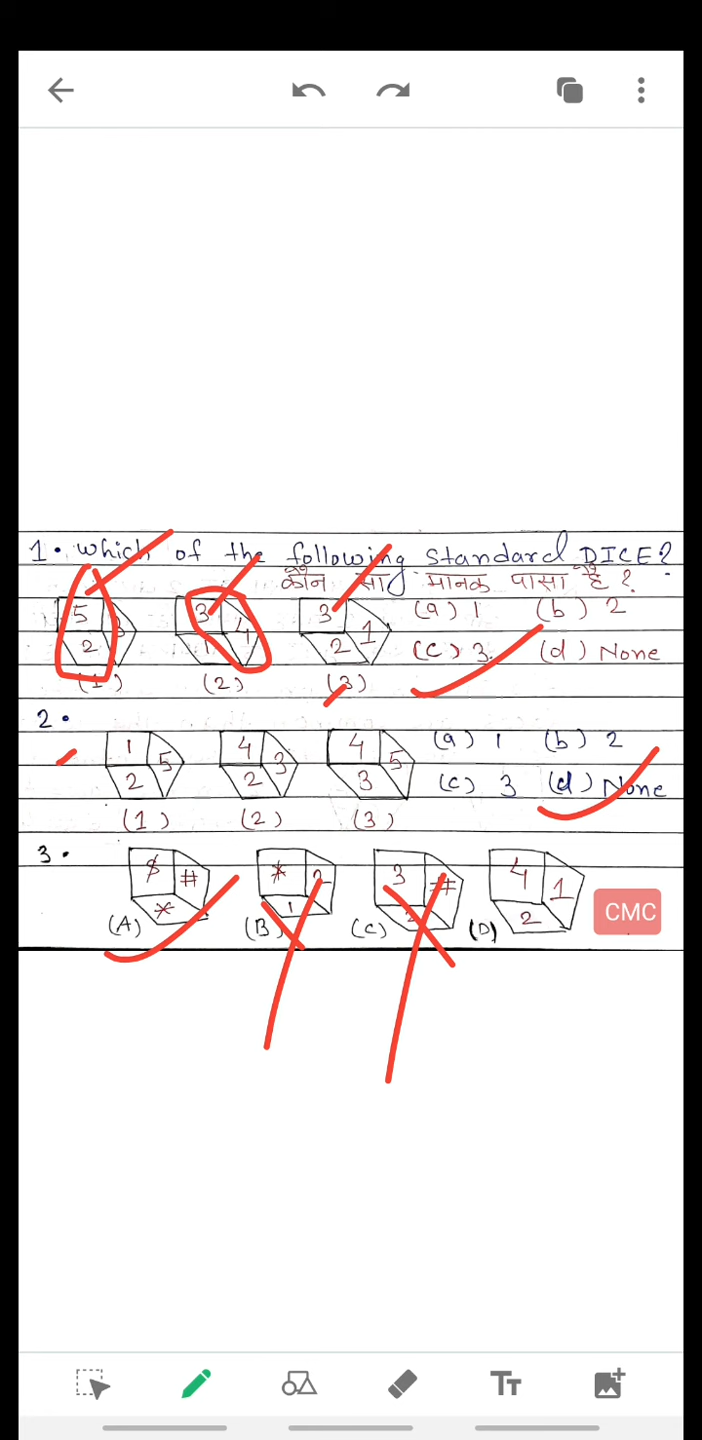 1. which of the following standard DICE?
कौन सा मानक पासा है ?
5 3 2 3 4 1 3 1 2 (a) 1 (b) 2
(c) 3. (d) None
(1) (2) (3)
2.
1 5 2 4 3 2 4 5 3 (a) 1 (b) 2
(c) 3 (d) None
(1) (2) (3)
3.
$ # * * 2 1 3 # 4 1 2
(A) (B) (C) (D) CMC
Tт